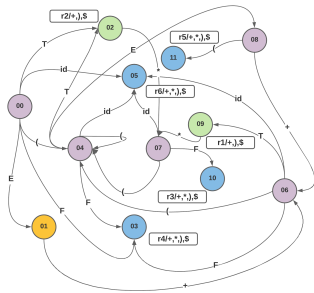 r2/+,),$
02
r5/+,*,),$
08
T
E
11
(
id
05
*
r6/+,*,),$
T
id
00
id
id
+
09
T
*
r1/+,),$
(
04
(
07
F
10
E
(
r3/+,*,),$
06
(
F
F
01
03
r4/+,*,),$
F
+